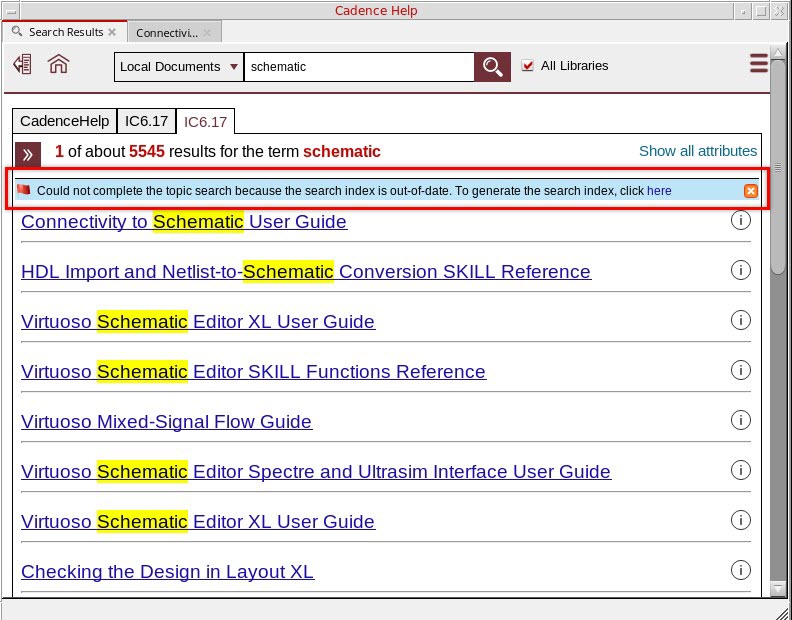 Cadence Help
Search Results
Connectivi...
Local Documents
schematic
All Libraries
CadenceHelp
IC6.17
IC6.17
»
1 of about 5545 results for the term schematic
Show all attributes
Could not complete the topic search because the search index is out-of-date. To generate the search index, click here
Connectivity to Schematic User Guide
HDL Import and Netlist-to-Schematic Conversion SKILL Reference
Virtuoso Schematic Editor XL User Guide
Virtuoso Schematic Editor SKILL Functions Reference
Virtuoso Mixed-Signal Flow Guide
Virtuoso Schematic Editor Spectre and Ultrasim Interface User Guide
Virtuoso Schematic Editor XL User Guide
Checking the Design in Layout XL